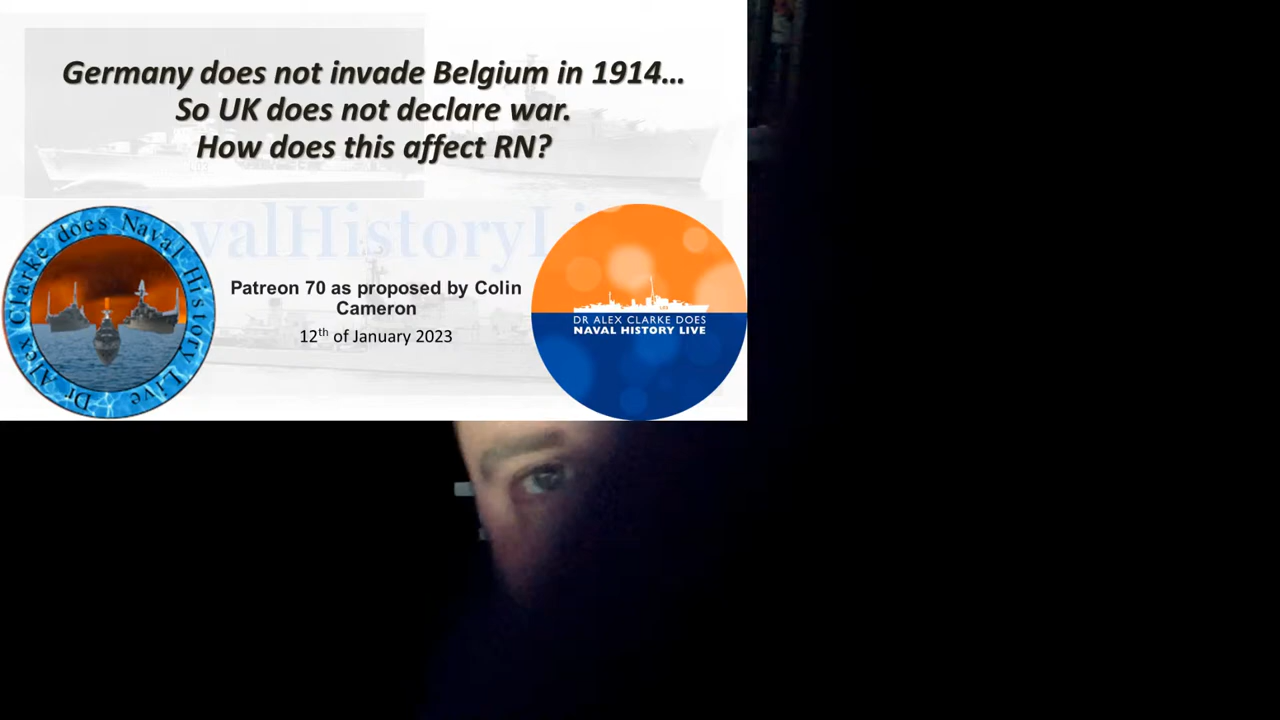 Germany does not invade Belgium in 1914…
So UK does not declare war.
How does this affect RN?
Dr Alex Clarke does Naval History Live
Patreon 70 as proposed by Colin
Cameron
12th of January 2023
DR ALEX CLARKE DOES
NAVAL HISTORY LIVE